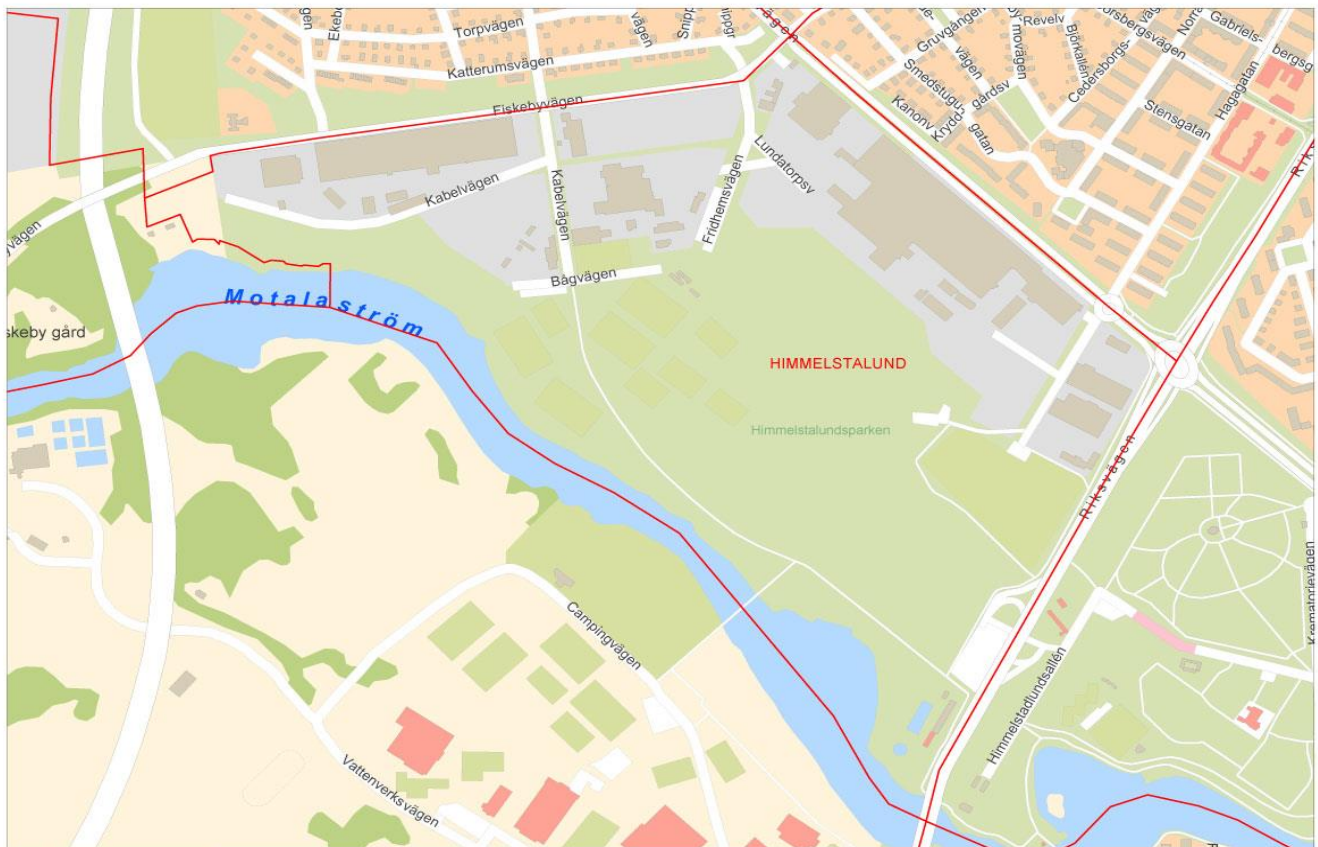 Torpvägen
Katterumsvägen
Fiskebyvägen
Kabelvägen
Kabelvägen
Bågvägen
Fridhemsvägen
Lundatorpsv
Gruvgången
Smedstugu-
gatan
Kanonv
Krydd-
gårdsv
Revelv
Björkallén
Cedersborgs-
Stensgatan
Hagagatan
Gabriels-
bergsg
Motala ström
skeby gård
HIMMELSTALUND
Himmelstalundsparken
Riksvägen
Krematorievägen
Himmelstadlundsallén
Campingvägen
Vattenverksvägen